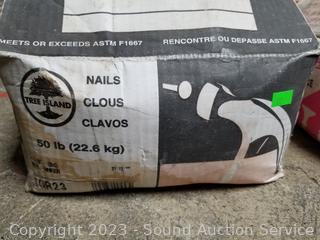 MEETS OR EXCEEDS ASTM F1667
RENCONTRE OU DEPASSE ASTM F1667
TREE ISLAND
NAILS
CLOUS
CLAVOS
50 lb (22.6 kg)
Copyright 2023 - Sound Auction Service